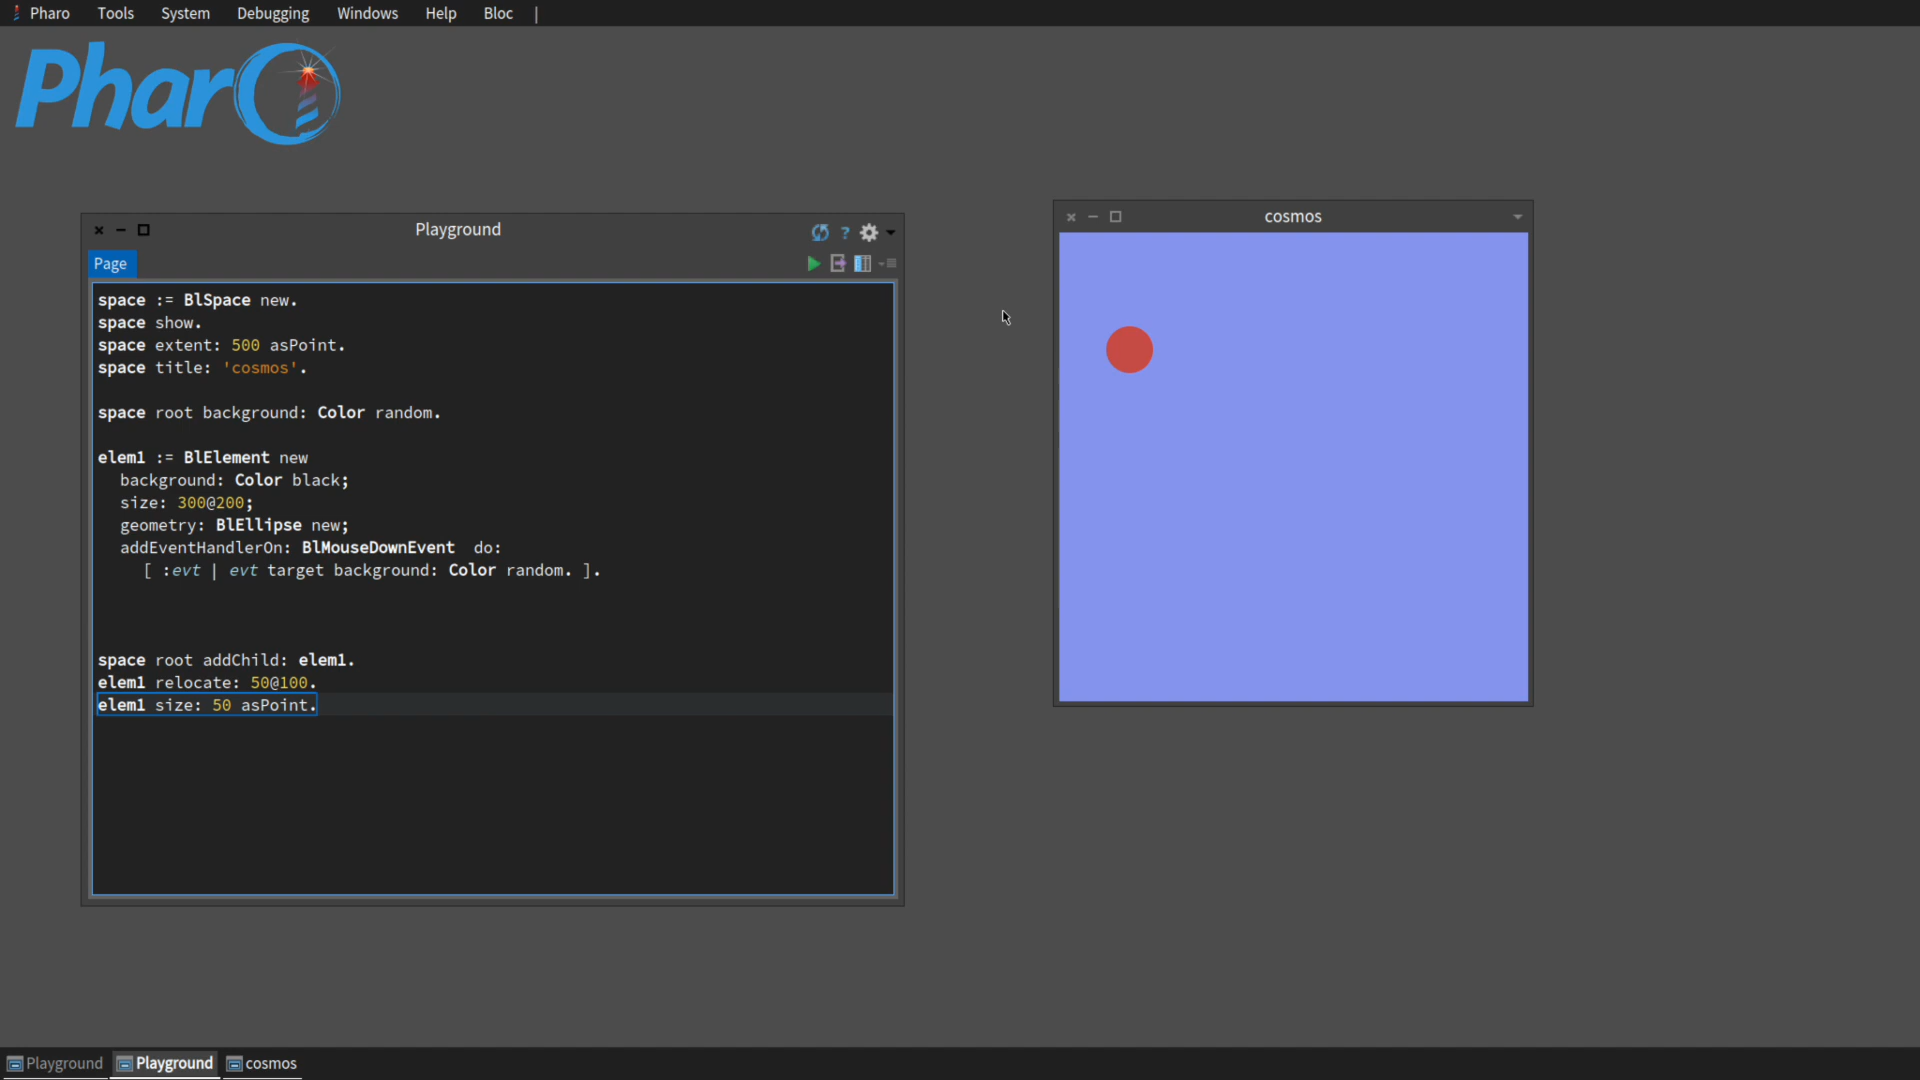 Pharo Tools System Debugging Windows Help Bloc |
Pharo
Playground
?
Page
space := BlSpace new.
space show.
space extent: 500 asPoint.
space title: 'cosmos'.
space root background: Color random.
elem1 := BlElement new
background: Color black;
size: 300@200;
geometry: BlEllipse new;
addEventHandlerOn: BlMouseDownEvent  do:
[ :evt | evt target background: Color random. ].
space root addChild: elem1.
elem1 relocate: 50@100.
elem1 size: 50 asPoint.
cosmos
Playground Playground cosmos